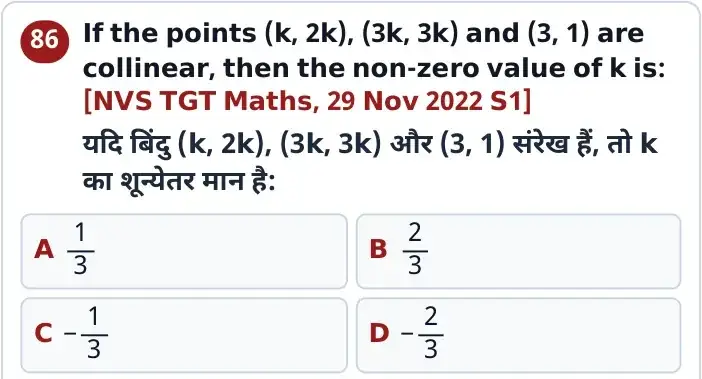 86 If the points (k, 2k), (3k, 3k) and (3, 1) are
collinear, then the non-zero value of k is:
[NVS TGT Maths, 29 Nov 2022 S1]
यदि बिंदु (k, 2k), (3k, 3k) और (3, 1) संरेख हैं, तो k
का शून्येतर मान है:
A 1/3 B 2/3
C -1/3 D -2/3